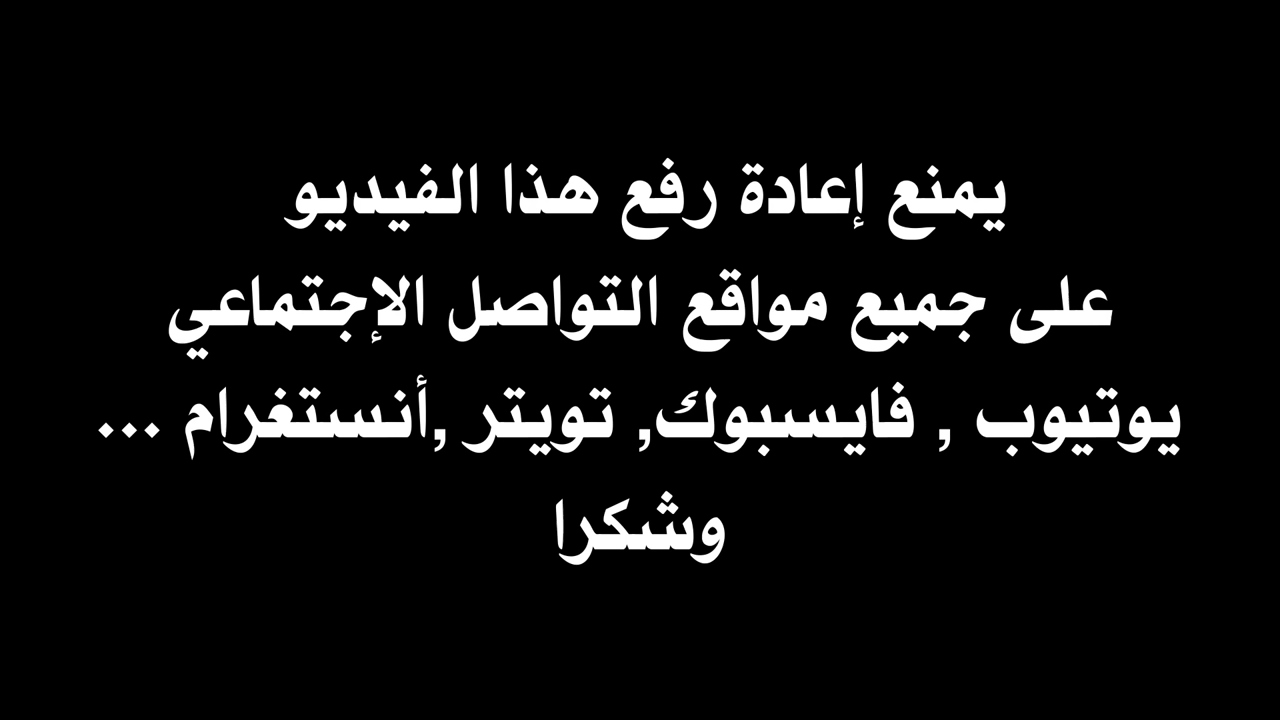 يمنع إعادة رفع هذا الفيديو
على جميع مواقع التواصل الإجتماعي
يوتيوب , فايسبوك, تويتر ,أنستغرام ...
وشكرا